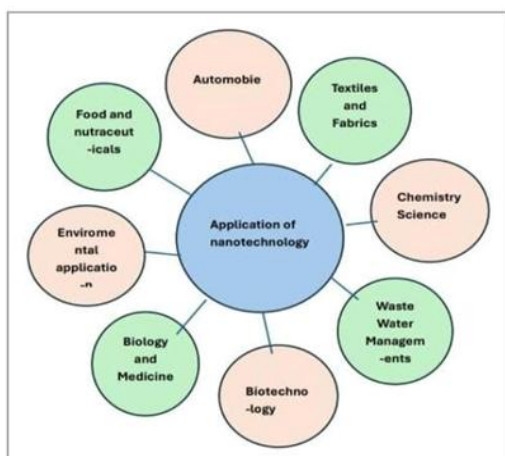 Automobie
Textiles
and
Fabrics
Food and
nutraceut
-icals
Chemistry
Science
Application of
nanotechnology
Envirome
ntal
applicatio
-n
Waste
Water
Managem
-ents
Biology
and
Medicine
Biotechno
-logy